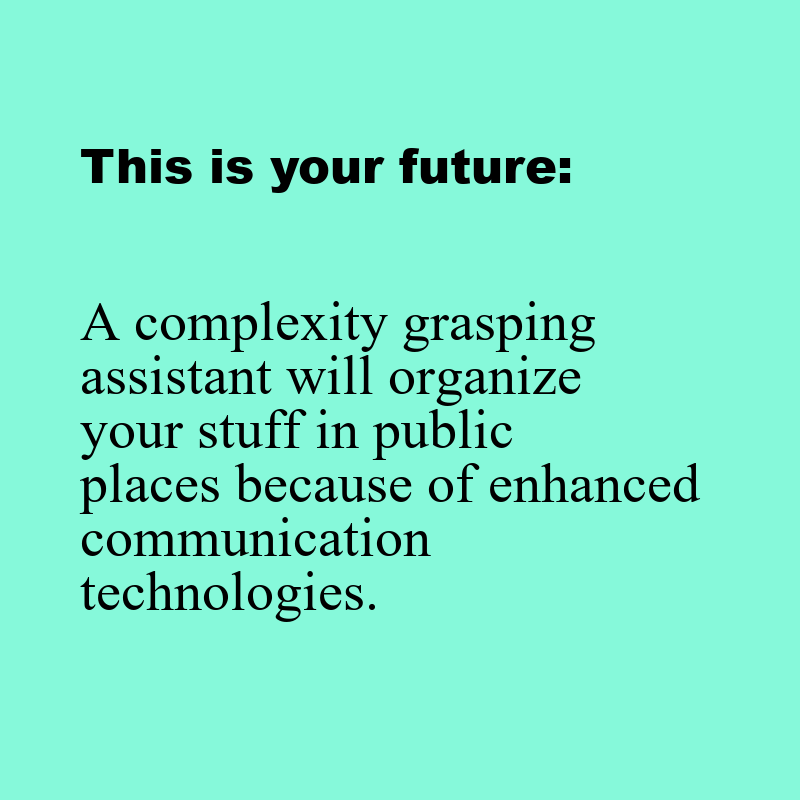 This is your future:
A complexity grasping
assistant will organize
your stuff in public
places because of enhanced
communication
technologies.